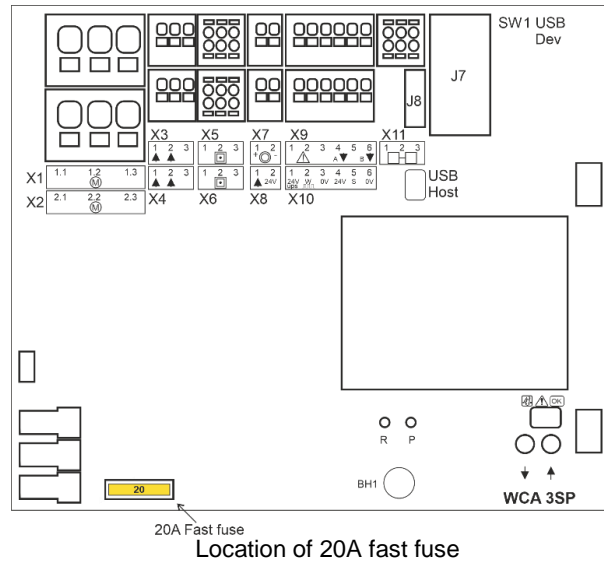 SW1 USB
Dev
J7
J8
X3 X5 X7 X9 X11
1 2 3 1 2 3 1 2 1 2 3 4 5 6 1 2 3
+ - A B
X1 1.1 1.2 1.3
M
X2 2.1 2.2 2.3
M
1 2 3 1 2 3 1 2 1 2 3 4 5 6
24V 24V W 0V 24V S 0V
ups
X4 X6 X8 X10
USB
Host
OK
R P
BH1
WCA 3SP
20
20A Fast fuse
Location of 20A fast fuse